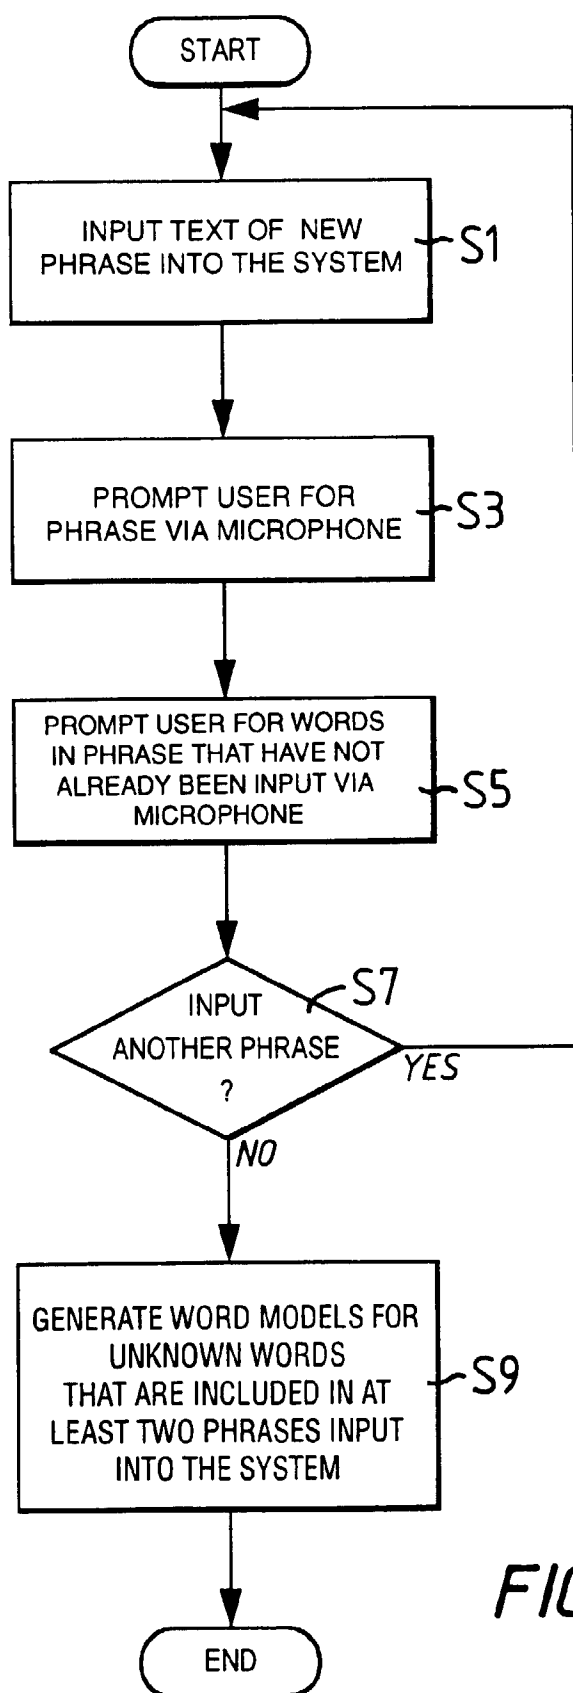 START
INPUT TEXT OF NEW
PHRASE INTO THE SYSTEM
S1
PROMPT USER FOR
PHRASE VIA MICROPHONE
S3
PROMPT USER FOR WORDS
IN PHRASE THAT HAVE NOT
ALREADY BEEN INPUT VIA
MICROPHONE
S5
S7
INPUT
ANOTHER PHRASE
?
YES
NO
GENERATE WORD MODELS FOR
UNKNOWN WORDS
THAT ARE INCLUDED IN AT
LEAST TWO PHRASES INPUT
INTO THE SYSTEM
S9
END